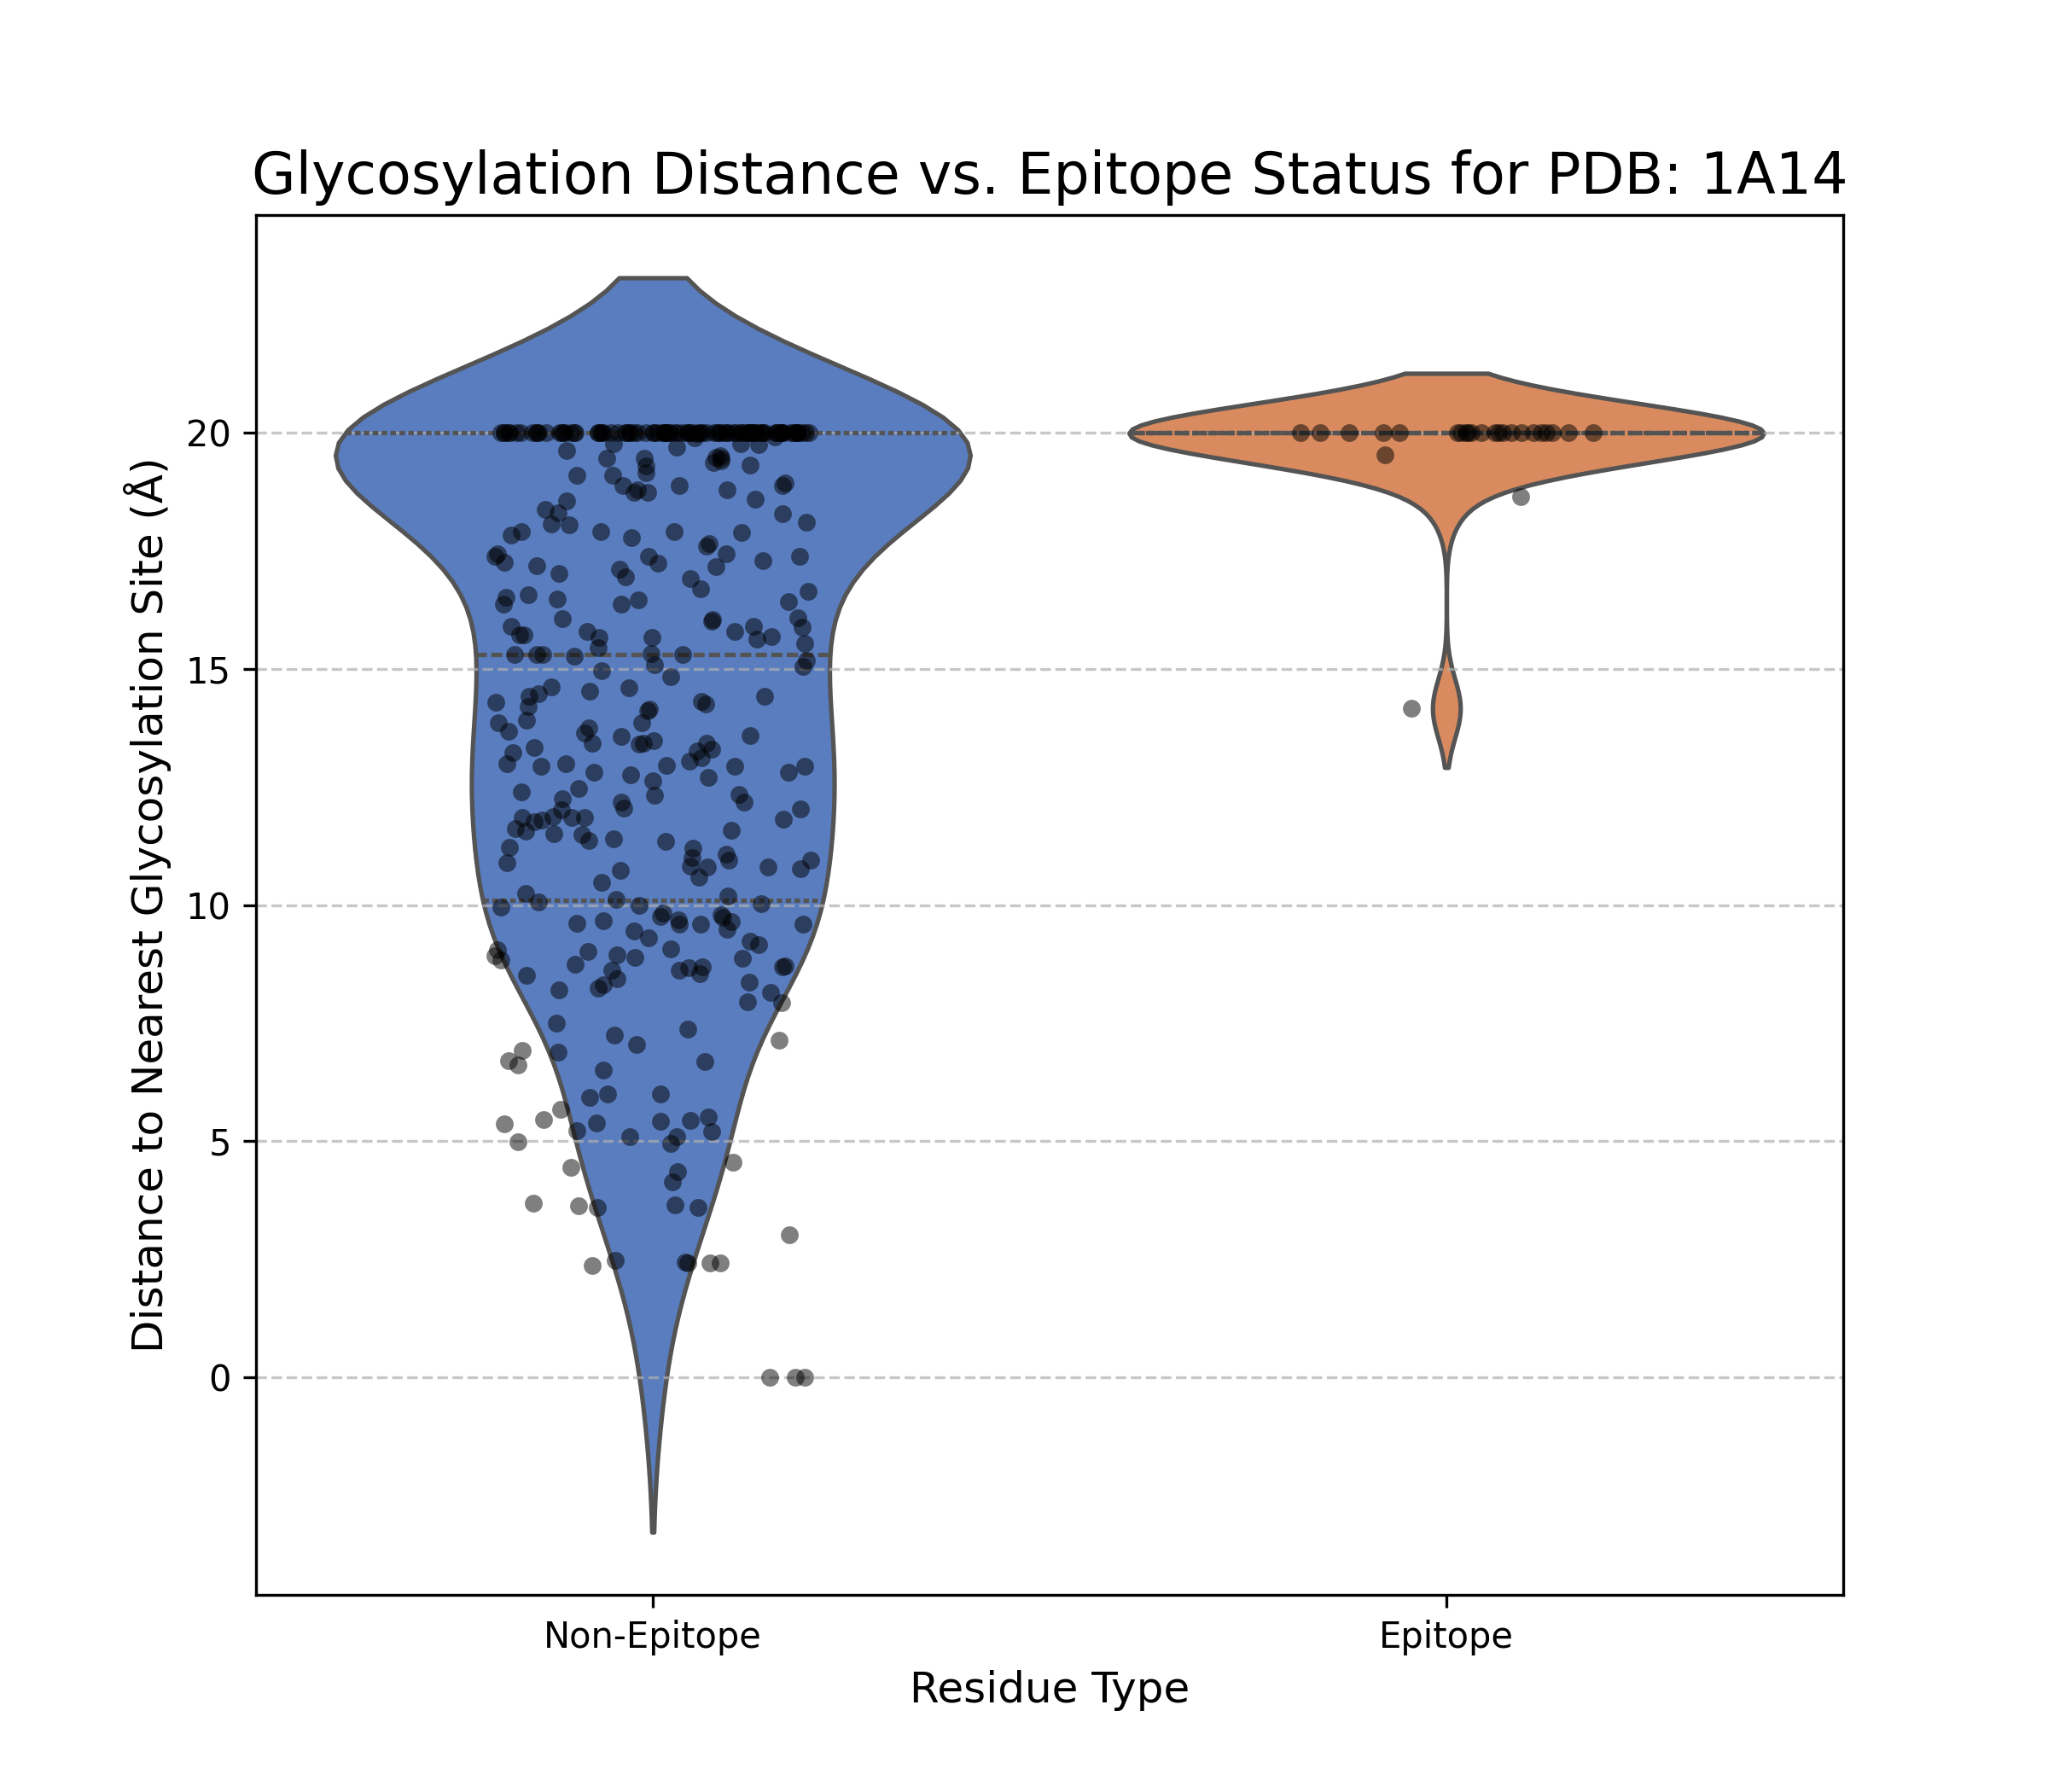 Glycosylation Distance vs. Epitope Status for PDB: 1A14
Distance to Nearest Glycosylation Site (Å)
20
15
10
5
0
Non-Epitope
Epitope
Residue Type